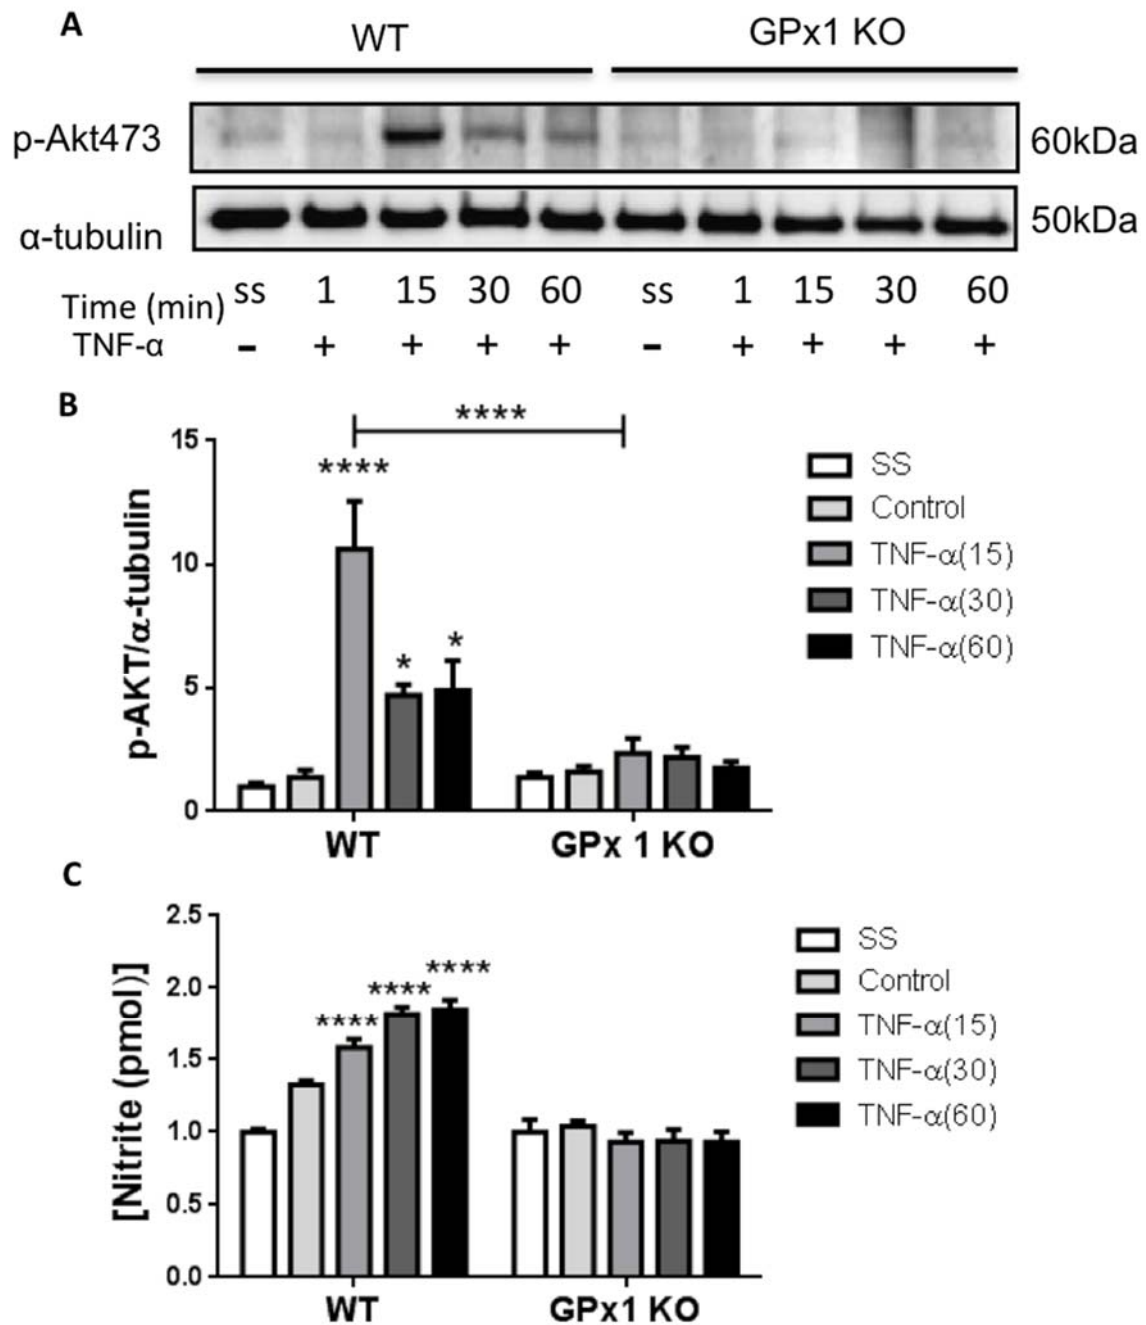 A
WT GPx1 KO
p-Akt473 60kDa
α-tubulin 50kDa
Time (min) ss 1 15 30 60 ss 1 15 30 60
TNF-α - + + + + - + + + +
B
****
15
****
SS
Control
TNF-α(15)
TNF-α(30)
TNF-α(60)
p-AKT/α-tubulin
10
*
*
5
0
WT GPx 1 KO
C
2.5
SS
Control
TNF-α(15)
TNF-α(30)
TNF-α(60)
[Nitrite (pmol)]
****
2.0 ****
****
1.5
1.0
0.5
0.0
WT GPx1 KO